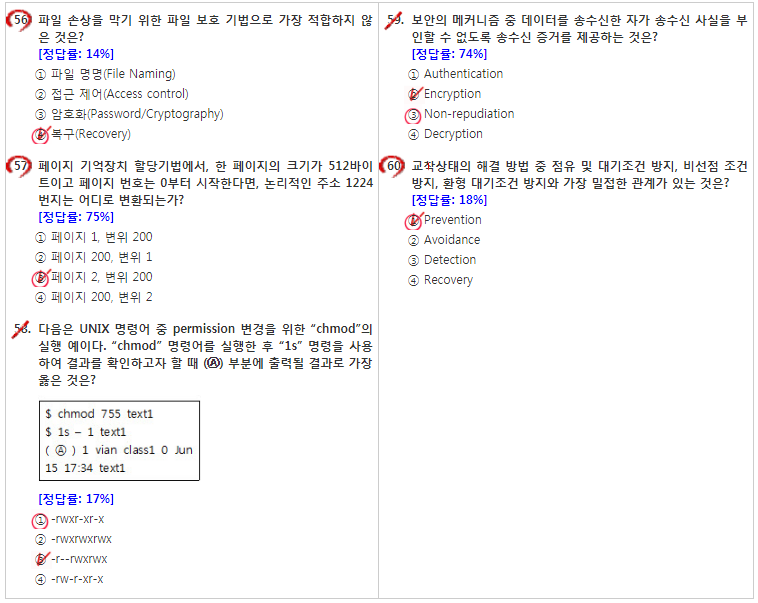 56. 파일 손상을 막기 위한 파일 보호 기법으로 가장 적합하지 않
은 것은?
[정답률: 14%]
① 파일 명명(File Naming)
② 접근 제어(Access control)
③ 암호화(Password/Cryptography)
④ 복구(Recovery)
57. 페이지 기억장치 할당기법에서, 한 페이지의 크기가 512바이
트이고 페이지 번호는 0부터 시작한다면, 논리적인 주소 1224
번지는 어디로 변환되는가?
[정답률: 75%]
① 페이지 1, 변위 200
② 페이지 200, 변위 1
③ 페이지 2, 변위 200
④ 페이지 200, 변위 2
58. 다음은 UNIX 명령어 중 permission 변경을 위한 “chmod”의
실행 예이다. “chmod” 명령어를 실행한 후 “1s” 명령을 사용
하여 결과를 확인하고자 할 때 (Ⓐ) 부분에 출력될 결과로 가장
옳은 것은?
$ chmod 755 text1
$ 1s – 1 text1
( Ⓐ ) 1 vian class1 0 Jun
15 17:34 text1
[정답률: 17%]
① -rwxr-xr-x
② -rwxrwxrwx
③ -r--rwxrwx
④ -rw-r-xr-x
59. 보안의 메커니즘 중 데이터를 송수신한 자가 송수신 사실을 부
인할 수 없도록 송수신 증거를 제공하는 것은?
[정답률: 74%]
① Authentication
② Encryption
③ Non-repudiation
④ Decryption
60. 교착상태의 해결 방법 중 점유 및 대기조건 방지, 비선점 조건
방지, 환형 대기조건 방지와 가장 밀접한 관계가 있는 것은?
[정답률: 18%]
① Prevention
② Avoidance
③ Detection
④ Recovery